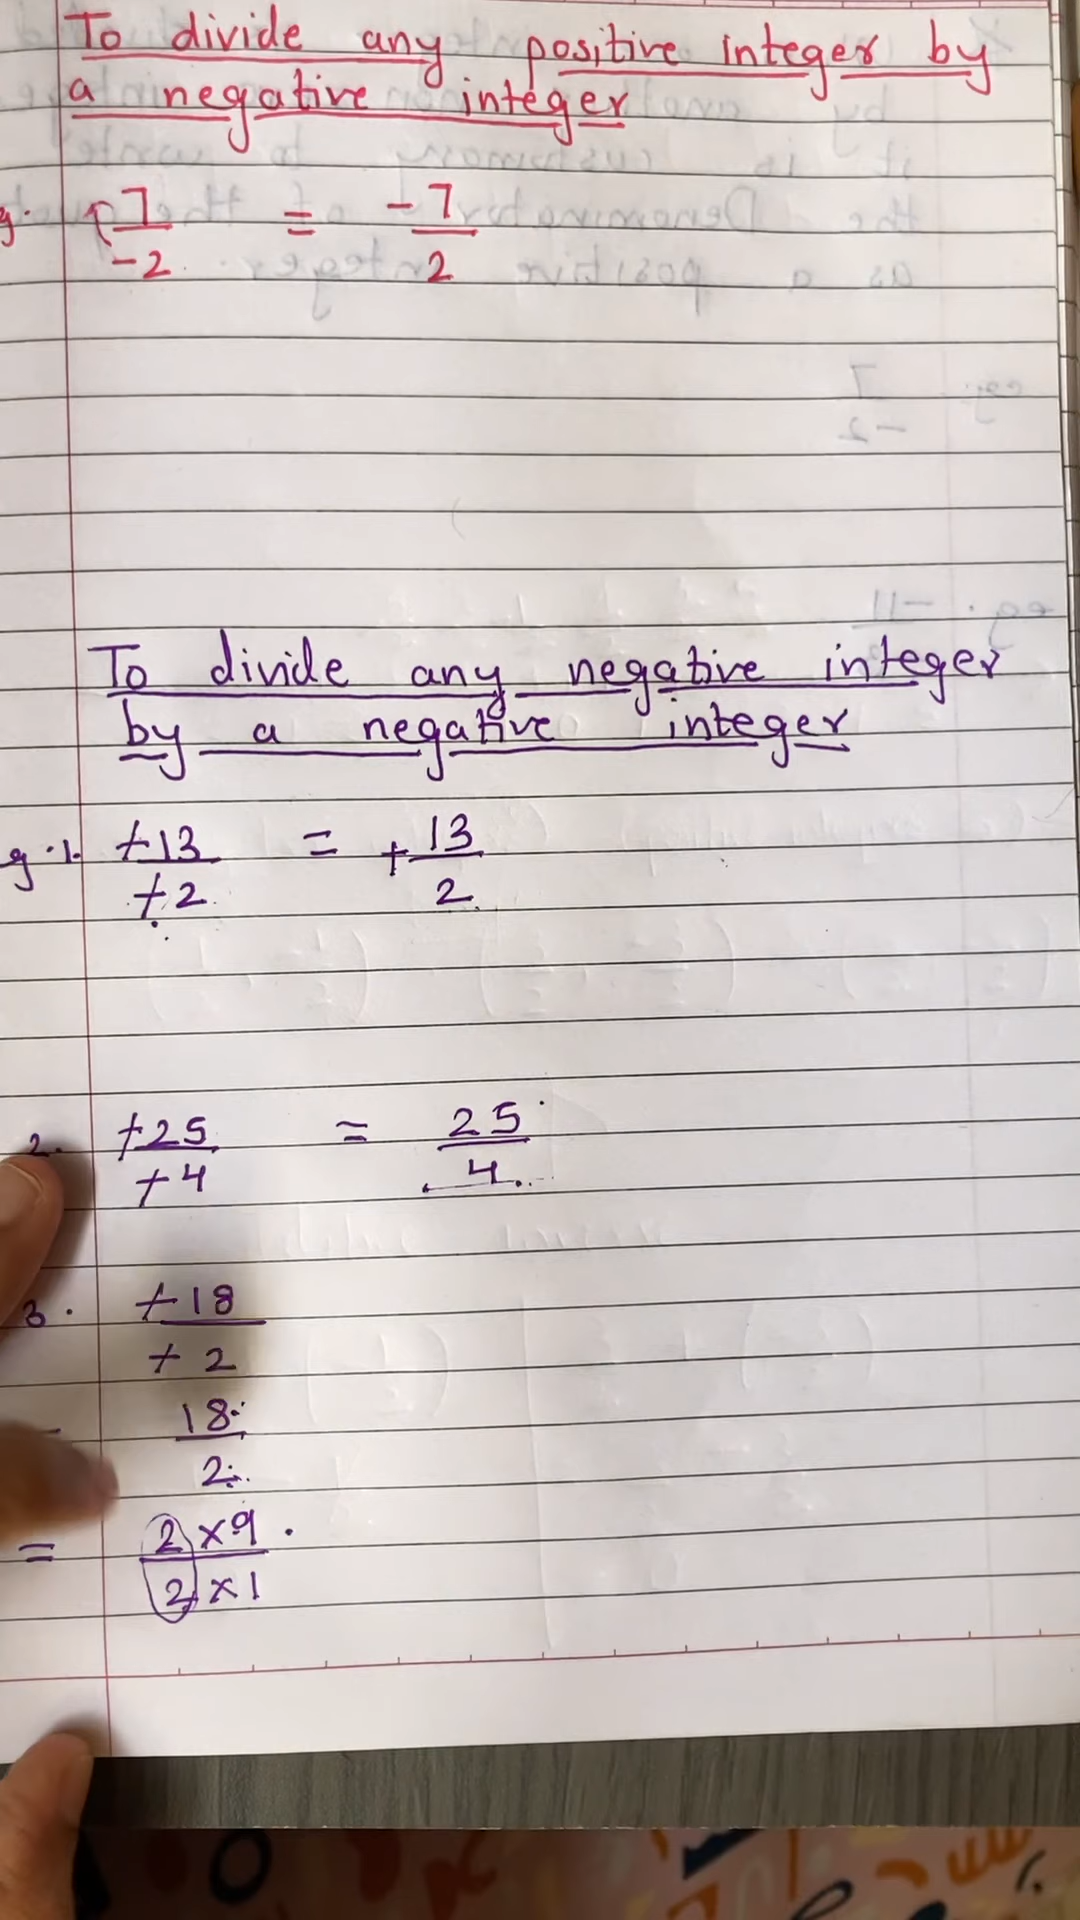 To divide any positive integer by
a negative integer
g. 7/-2 = -7/2
To divide any negative integer
by a negative integer
g.1. +13/+2 = +13/2
2. +25/+4 = 25/4
3. +18/+2
18/2
= 2×9/2×1